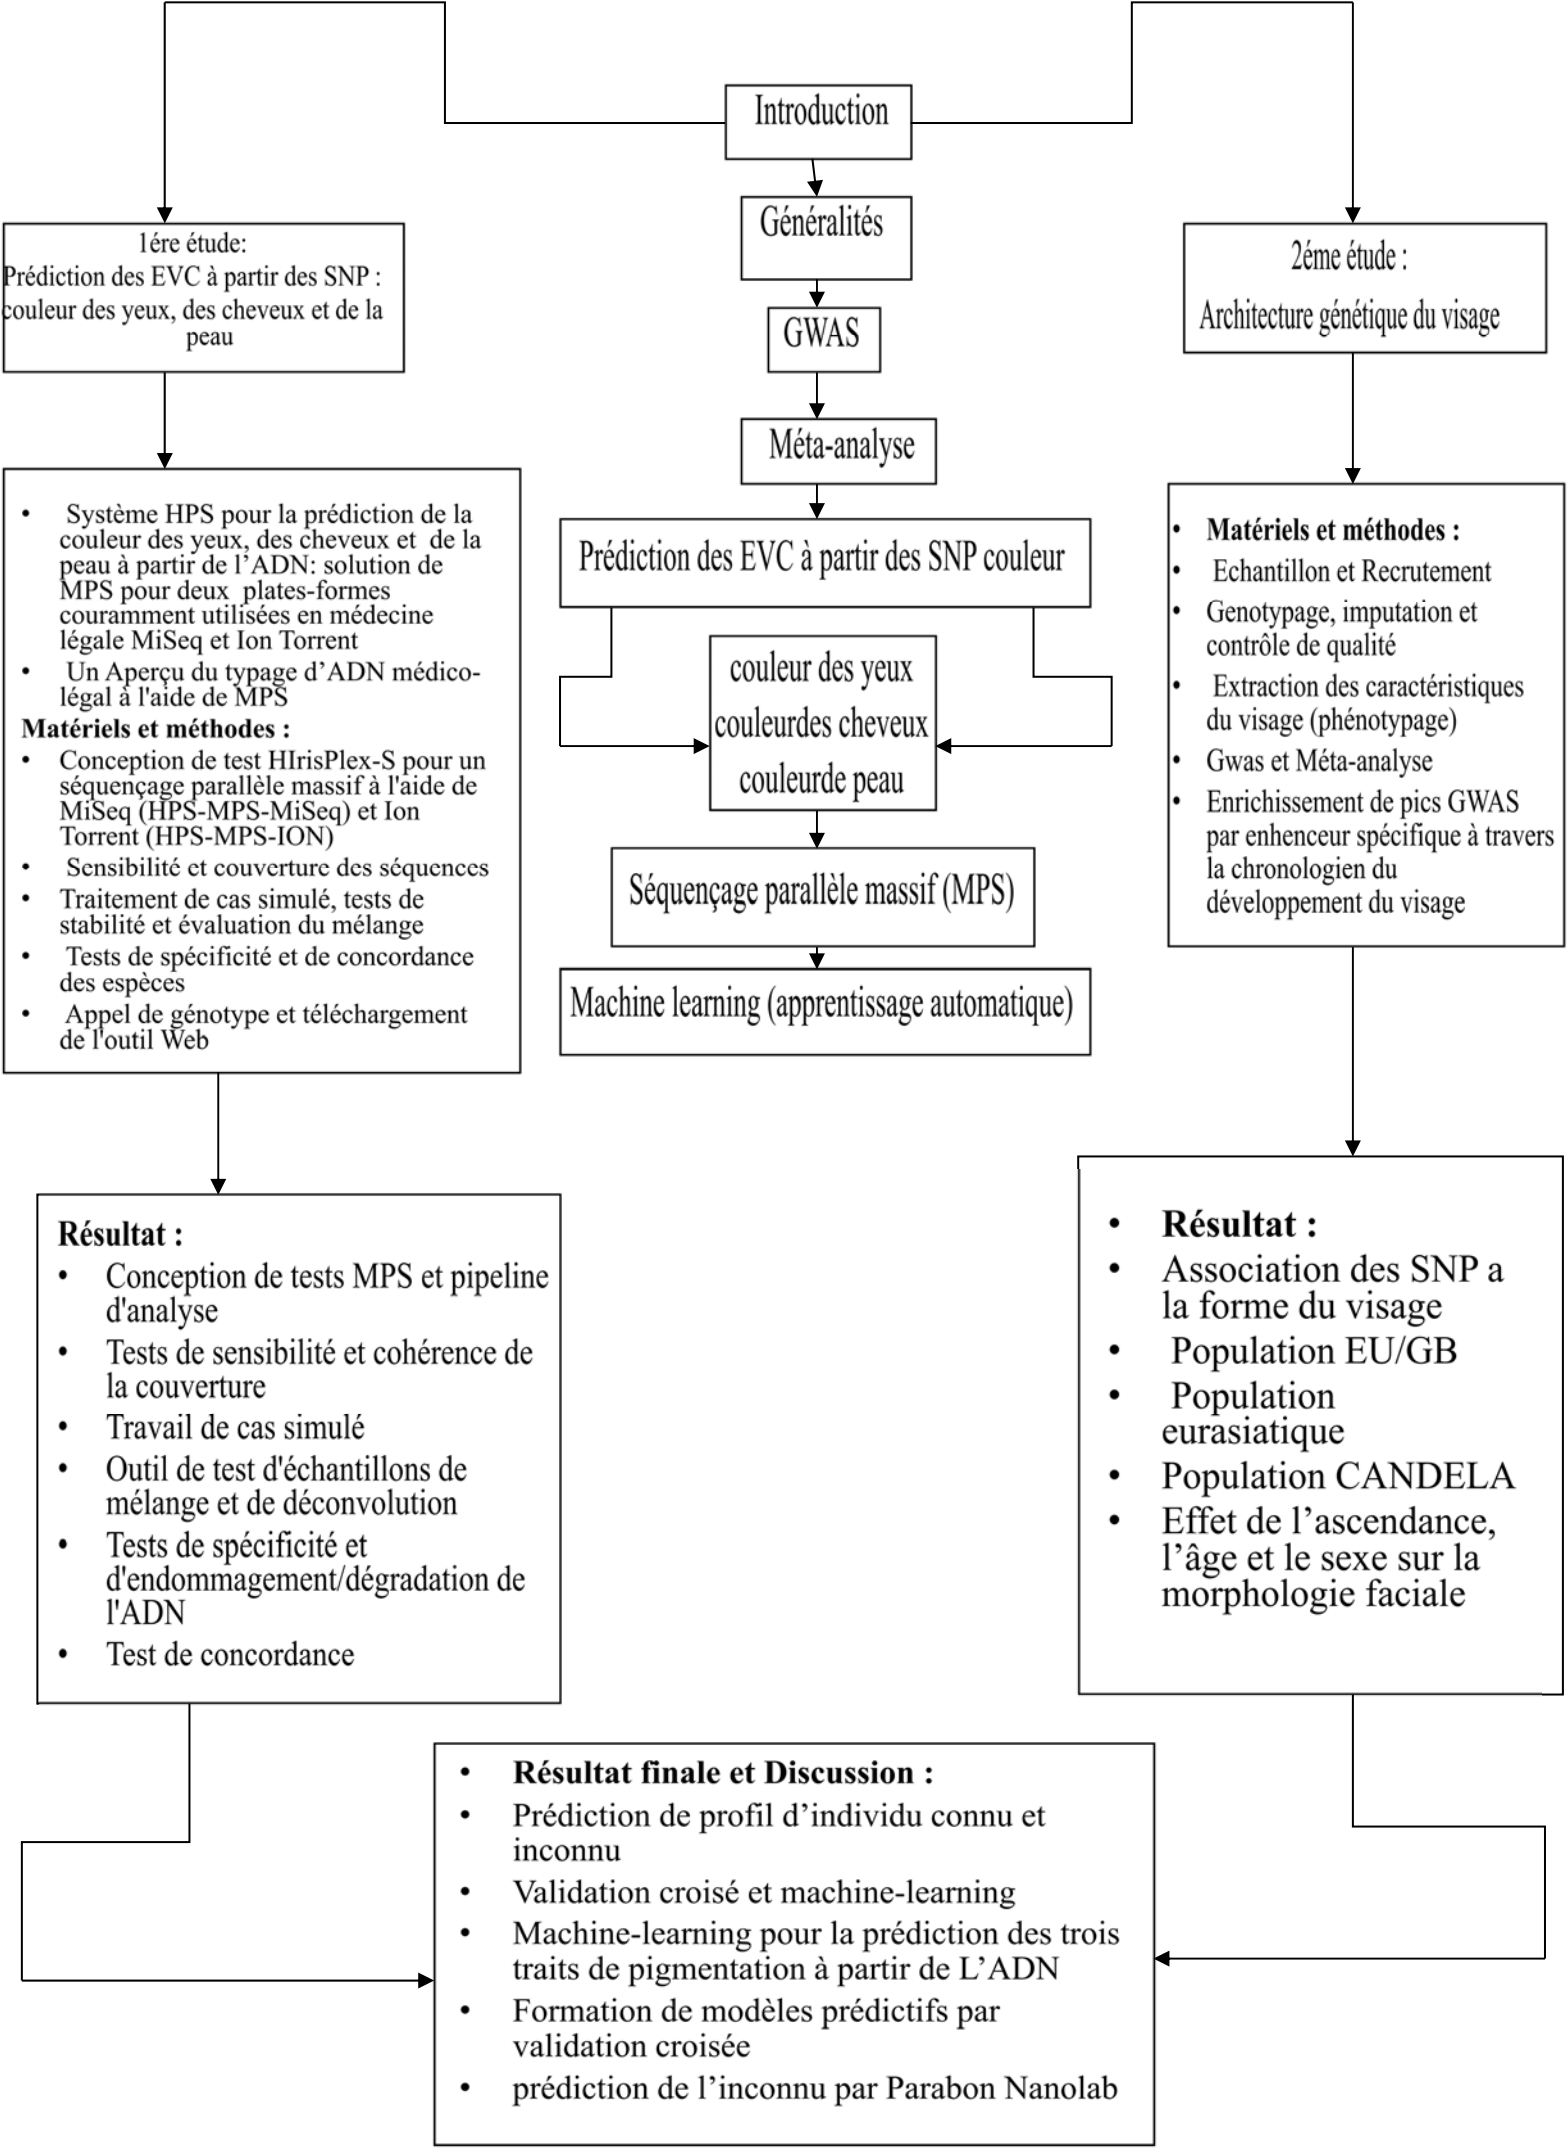 Introduction
Généralités
GWAS
Méta-analyse
Prédiction des EVC à partir des SNP couleur
couleur des yeux
couleurdes cheveux
couleurde peau
Séquençage parallèle massif (MPS)
Machine learning (apprentissage automatique)
1ére étude:
Prédiction des EVC à partir des SNP :
couleur des yeux, des cheveux et de la
peau
• Système HPS pour la prédiction de la
couleur des yeux, des cheveux et de la
peau à partir de l’ADN: solution de
MPS pour deux plates-formes
couramment utilisées en médecine
légale MiSeq et Ion Torrent
• Un Aperçu du typage d’ADN médico-
légal à l'aide de MPS
Matériels et méthodes :
• Conception de test HIrisPlex-S pour un
séquençage parallèle massif à l'aide de
MiSeq (HPS-MPS-MiSeq) et Ion
Torrent (HPS-MPS-ION)
• Sensibilité et couverture des séquences
• Traitement de cas simulé, tests de
stabilité et évaluation du mélange
• Tests de spécificité et de concordance
des espèces
• Appel de génotype et téléchargement
de l'outil Web
Résultat :
• Conception de tests MPS et pipeline
d'analyse
• Tests de sensibilité et cohérence de
la couverture
• Travail de cas simulé
• Outil de test d'échantillons de
mélange et de déconvolution
• Tests de spécificité et
d'endommagement/dégradation de
l'ADN
• Test de concordance
2éme étude :
Architecture génétique du visage
• Matériels et méthodes :
• Echantillon et Recrutement
• Genotypage, imputation et
contrôle de qualité
• Extraction des caractéristiques
du visage (phénotypage)
• Gwas et Méta-analyse
• Enrichissement de pics GWAS
par enhenceur spécifique à travers
la chronologien du
développement du visage
• Résultat :
• Association des SNP a
la forme du visage
• Population EU/GB
• Population
eurasiatique
• Population CANDELA
• Effet de l’ascendance,
l’âge et le sexe sur la
morphologie faciale
• Résultat finale et Discussion :
• Prédiction de profil d’individu connu et
inconnu
• Validation croisé et machine-learning
• Machine-learning pour la prédiction des trois
traits de pigmentation à partir de L’ADN
• Formation de modèles prédictifs par
validation croisée
• prédiction de l’inconnu par Parabon Nanolab